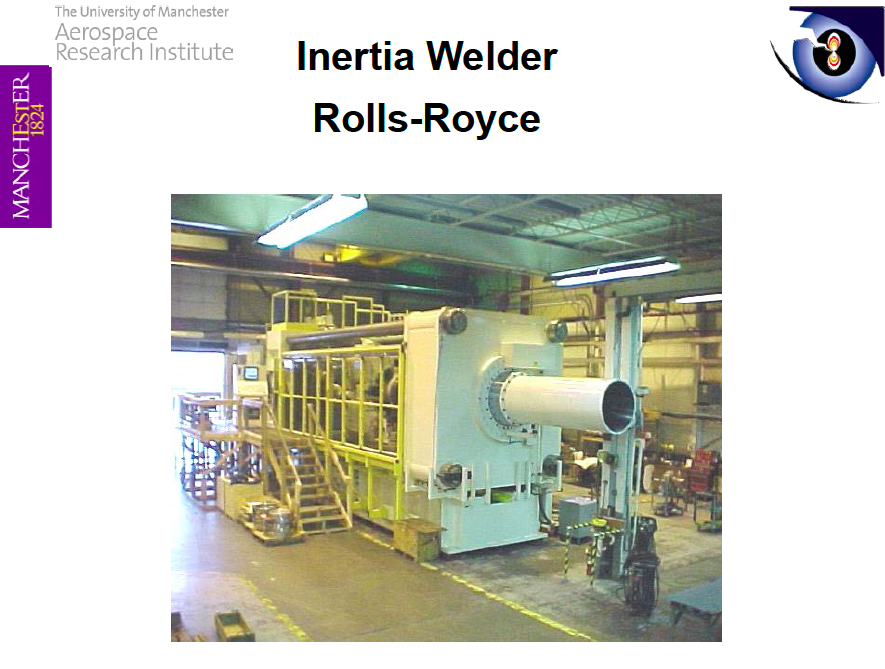 The University of Manchester
Aerospace
Research Institute
MANCHESTER
1824
Inertia Welder
Rolls-Royce